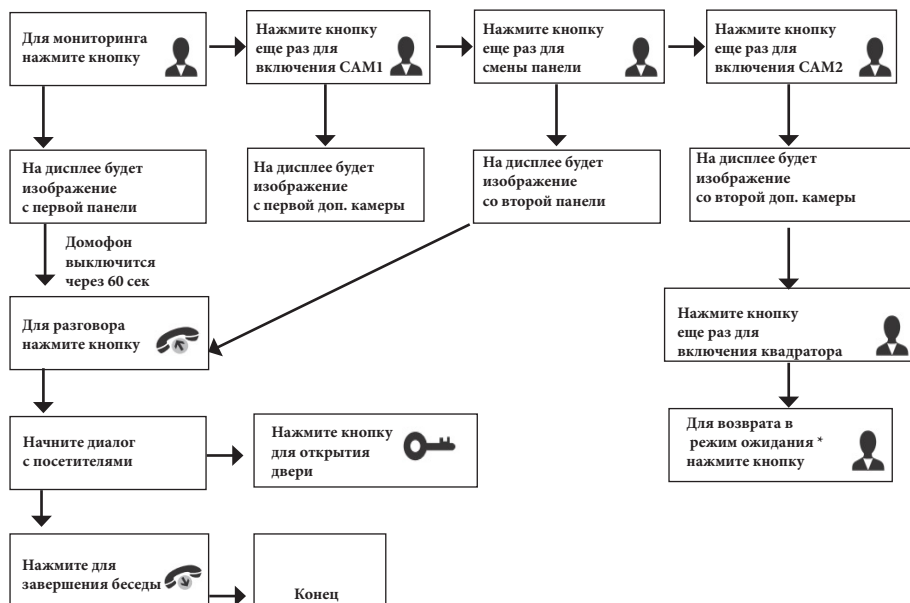 Для мониторинга
нажмите кнопку
Нажмите кнопку
еще раз для
включения САМ1
Нажмите кнопку
еще раз для
смены панели
Нажмите кнопку
еще раз для
включения САМ2
На дисплее будет
изображение
с первой панели
На дисплее будет
изображение
с первой доп. камеры
На дисплее будет
изображение
со второй панели
На дисплее будет
изображение
со второй доп. камеры
Домофон
выключится
через 60 сек
Для разговора
нажмите кнопку
Нажмите кнопку
еще раз для
включения квадратора
Начните диалог
с посетителями
Нажмите кнопку
для открытия
двери
Для возврата в
режим ожидания *
нажмите кнопку
Нажмите для
завершения беседы
Конец